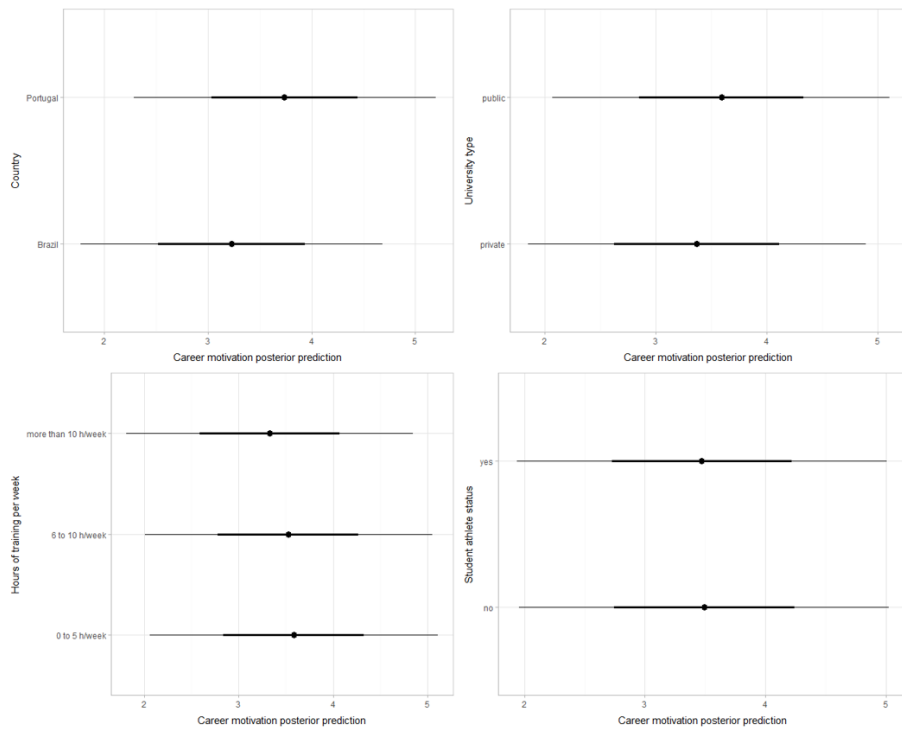 Country
Portugal
Brazil
2 3 4 5
Career motivation posterior prediction
University type
public
private
2 3 4 5
Career motivation posterior prediction
Hours of training per week
more than 10 h/week
6 to 10 h/week
0 to 5 h/week
2 3 4 5
Career motivation posterior prediction
Student athlete status
yes
no
2 3 4 5
Career motivation posterior prediction